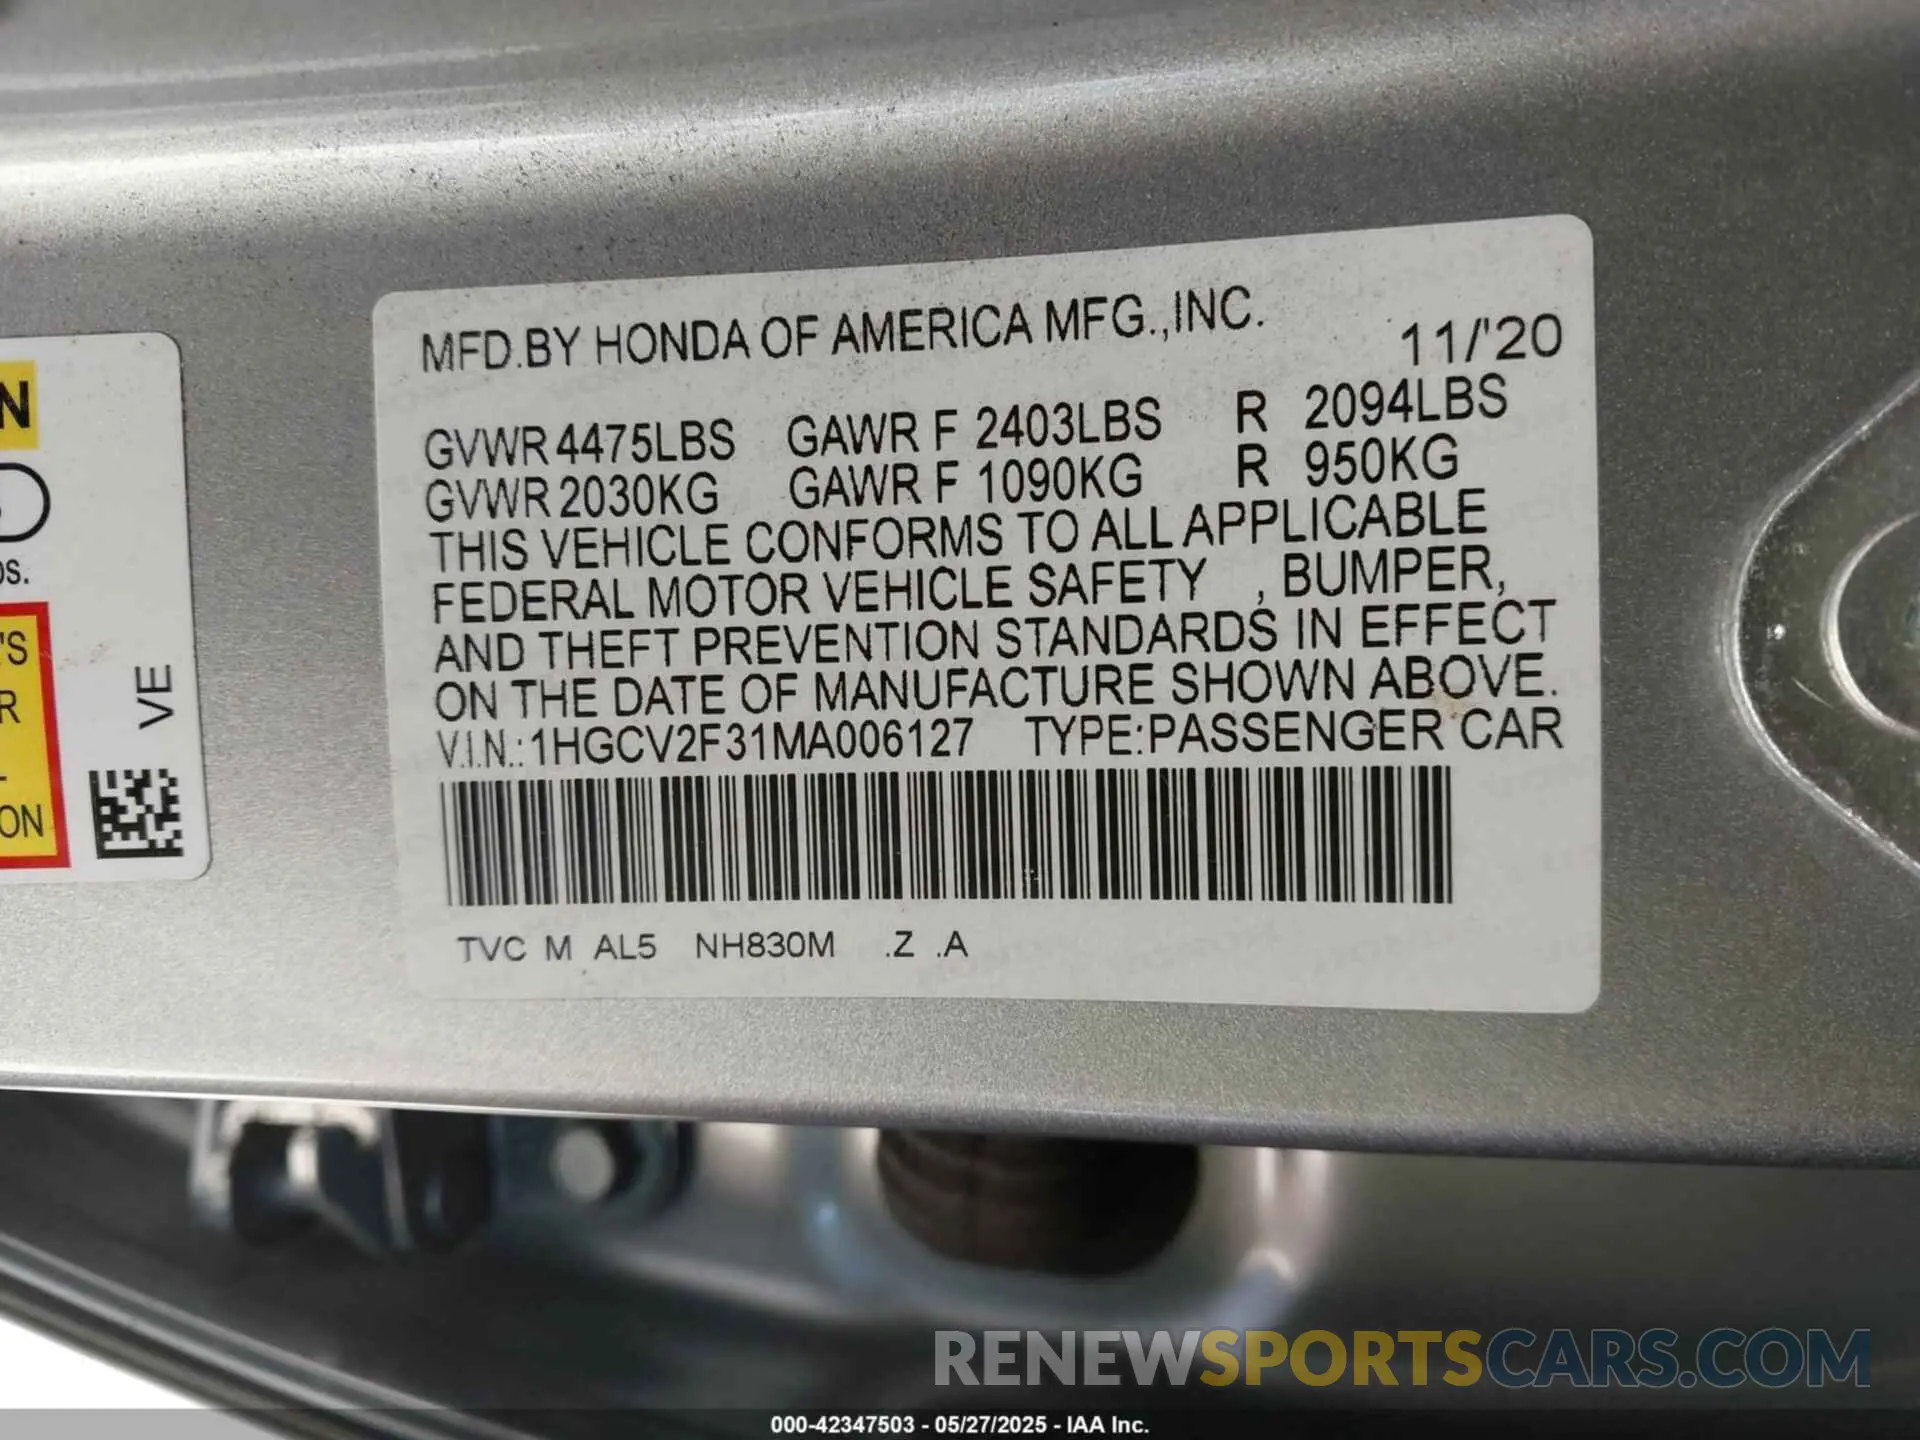 MFD.BY HONDA OF AMERICA MFG.,INC.
11/'20
GVWR 4475LBS GAWR F 2403LBS R 2094LBS
GVWR 2030KG GAWR F 1090KG R 950KG
THIS VEHICLE CONFORMS TO ALL APPLICABLE
FEDERAL MOTOR VEHICLE SAFETY , BUMPER,
AND THEFT PREVENTION STANDARDS IN EFFECT
ON THE DATE OF MANUFACTURE SHOWN ABOVE.
V.I.N.: 1HGCV2F31MA006127 TYPE:PASSENGER CAR
TVC M AL5 NH830M .Z .A
N
'S
R
ON
VE
RENEWSPORTSCARS.COM
000-42347503 - 05/27/2025 - IAA Inc.